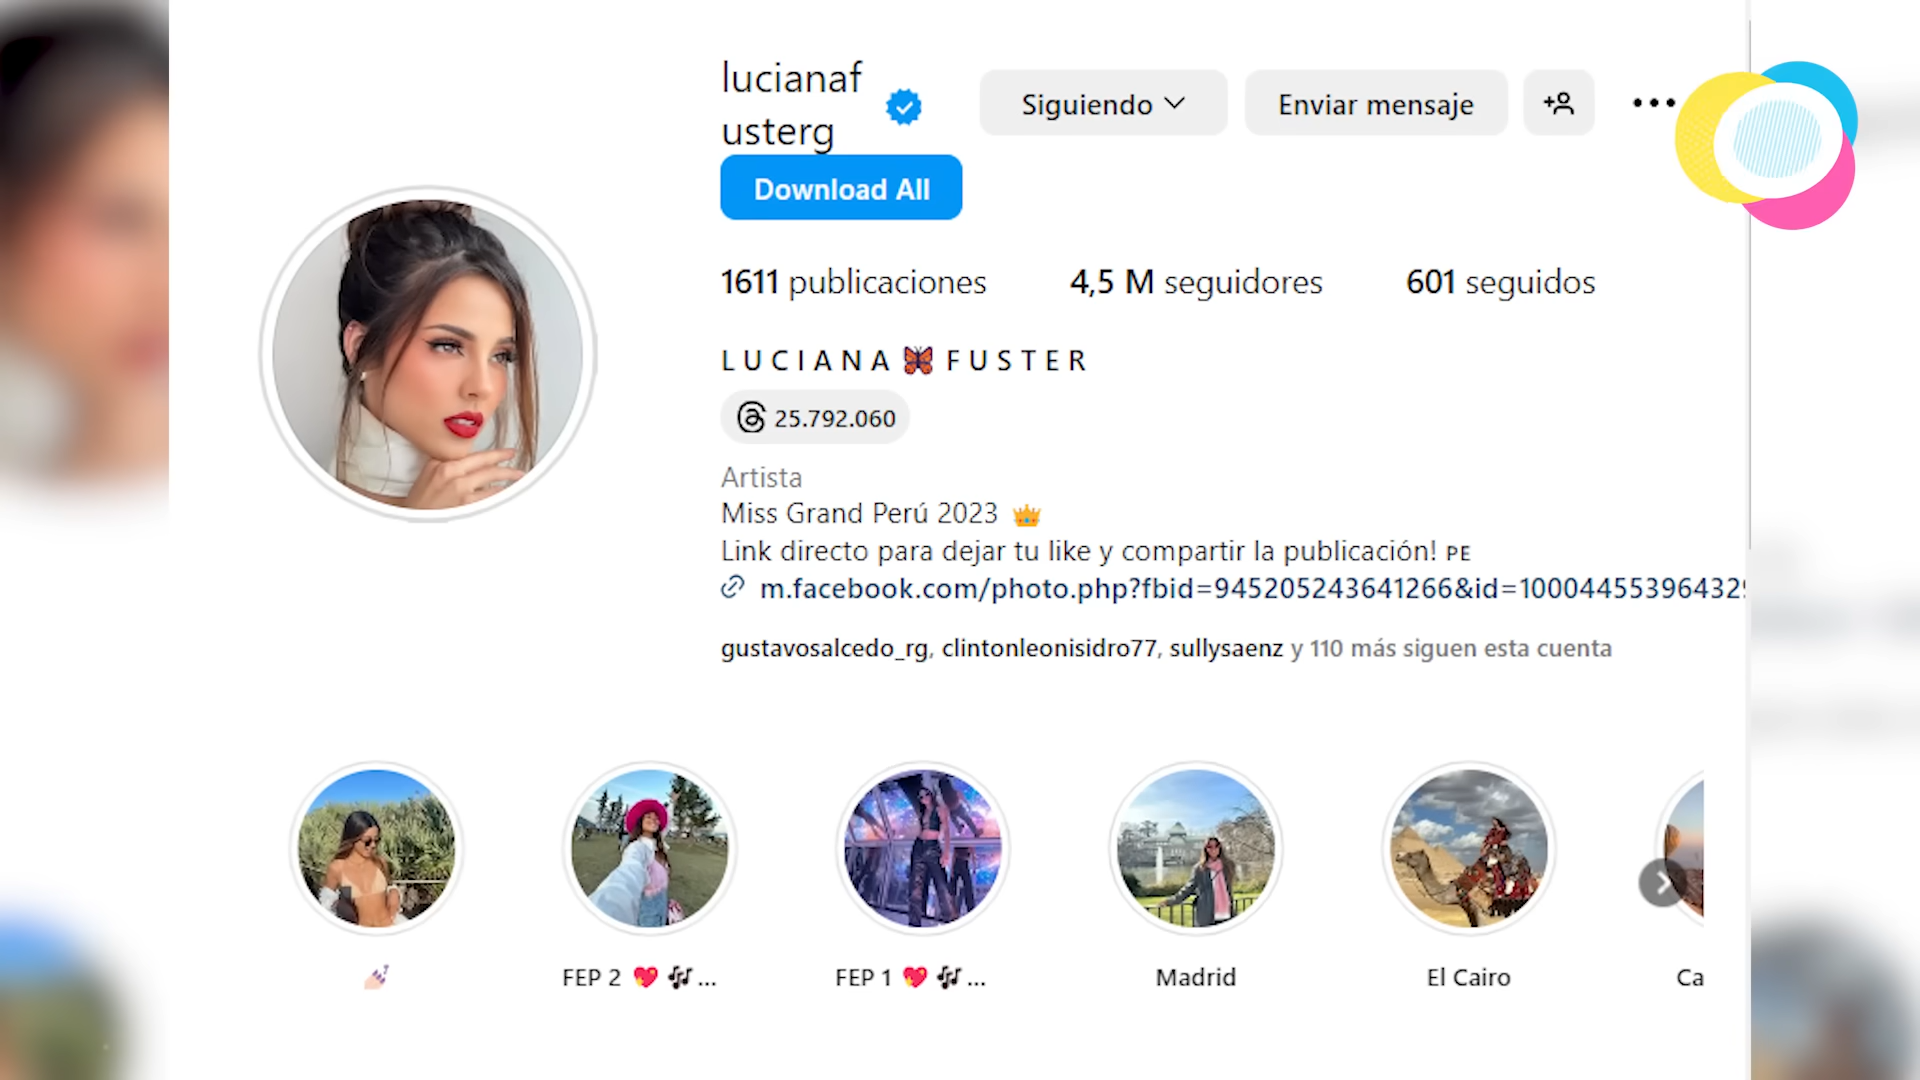 lucianaf
usterg
Siguiendo
Enviar mensaje
Download All
1611 publicaciones
4,5 M seguidores
601 seguidos
LUCIANA 🦋 FUSTER
25.792.060
Artista
Miss Grand Perú 2023 👑
Link directo para dejar tu like y compartir la publicación! PE
m.facebook.com/photo.php?fbid=945205243641266&id=10004455396432
gustavosalcedo_rg, clintonleonisidro77, sullysaenz y 110 más siguen esta cuenta
💅
FEP 2 💖 🎶 ...
FEP 1 💖 🎶 ...
Madrid
El Cairo
Ca